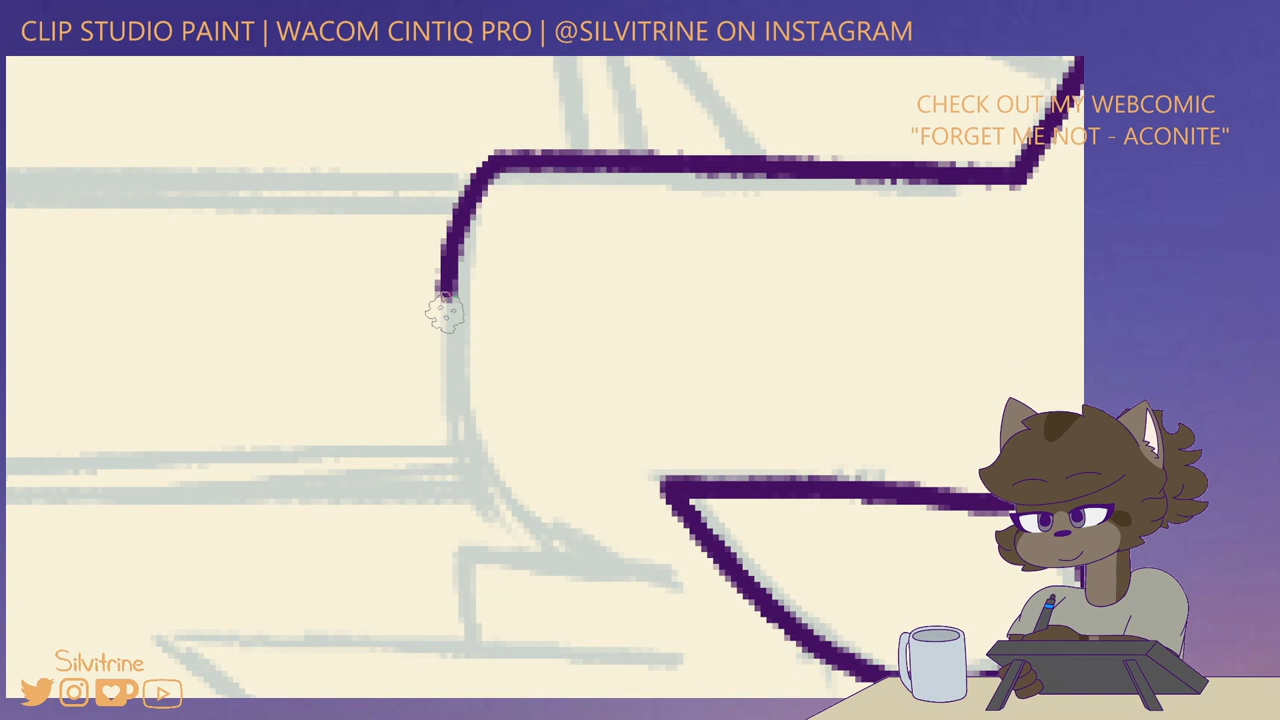 CLIP STUDIO PAINT | WACOM CINTIQ PRO | @SILVITRINE ON INSTAGRAM
CHECK OUT MY WEBCOMIC
"FORGET ME NOT - ACONITE"
Silvitrine